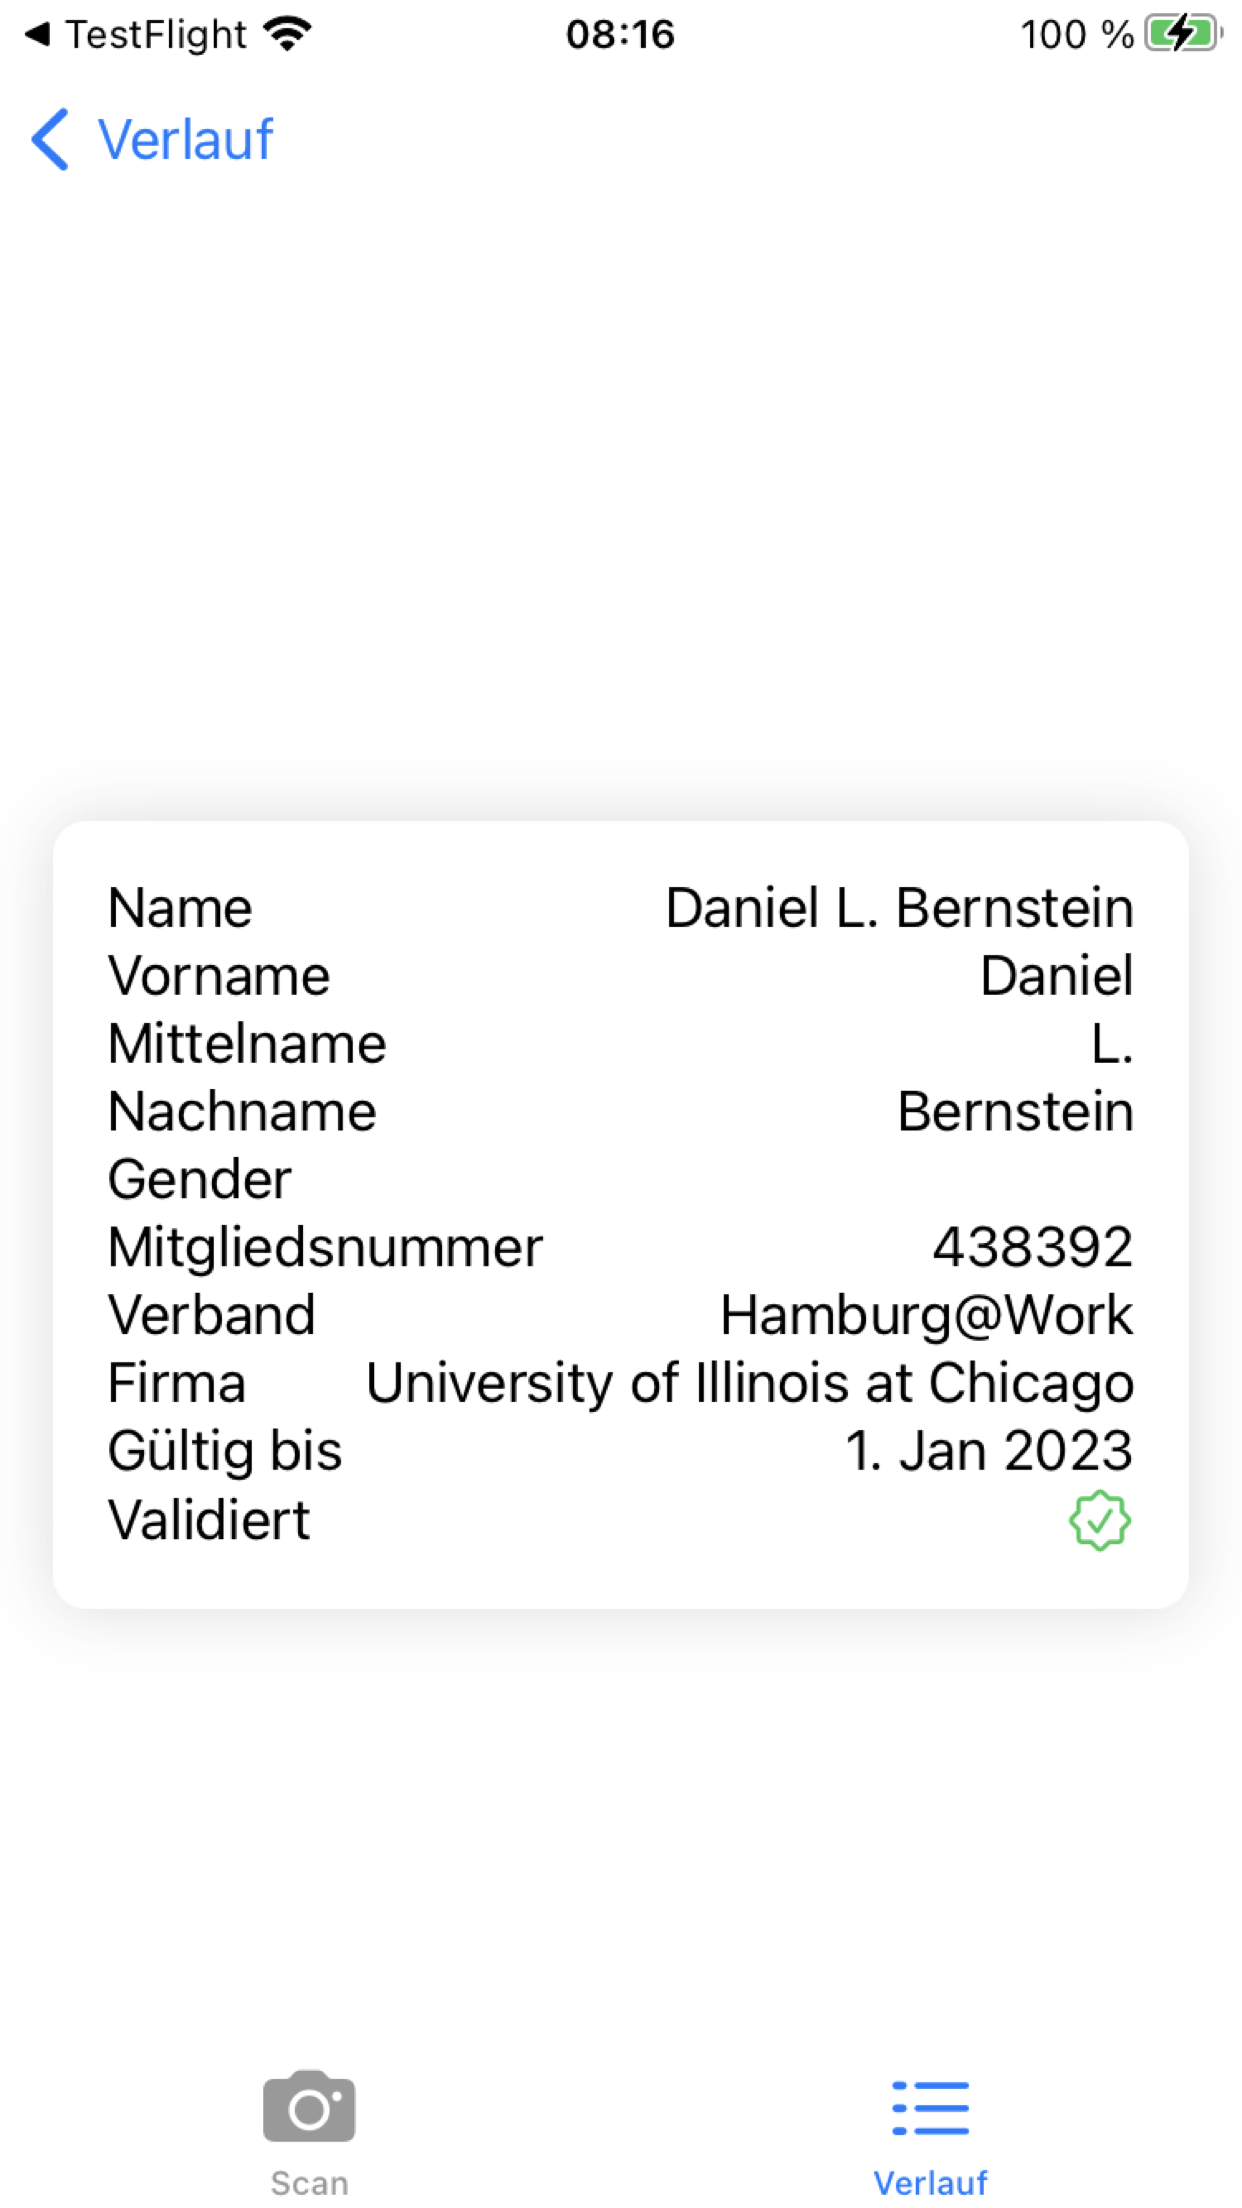 ◀ TestFlight 08:16 100 %
Verlauf
Name Daniel L. Bernstein
Vorname Daniel
Mittelname L.
Nachname Bernstein
Gender
Mitgliedsnummer 438392
Verband Hamburg@Work
Firma University of Illinois at Chicago
Gültig bis 1. Jan 2023
Validiert
Scan Verlauf